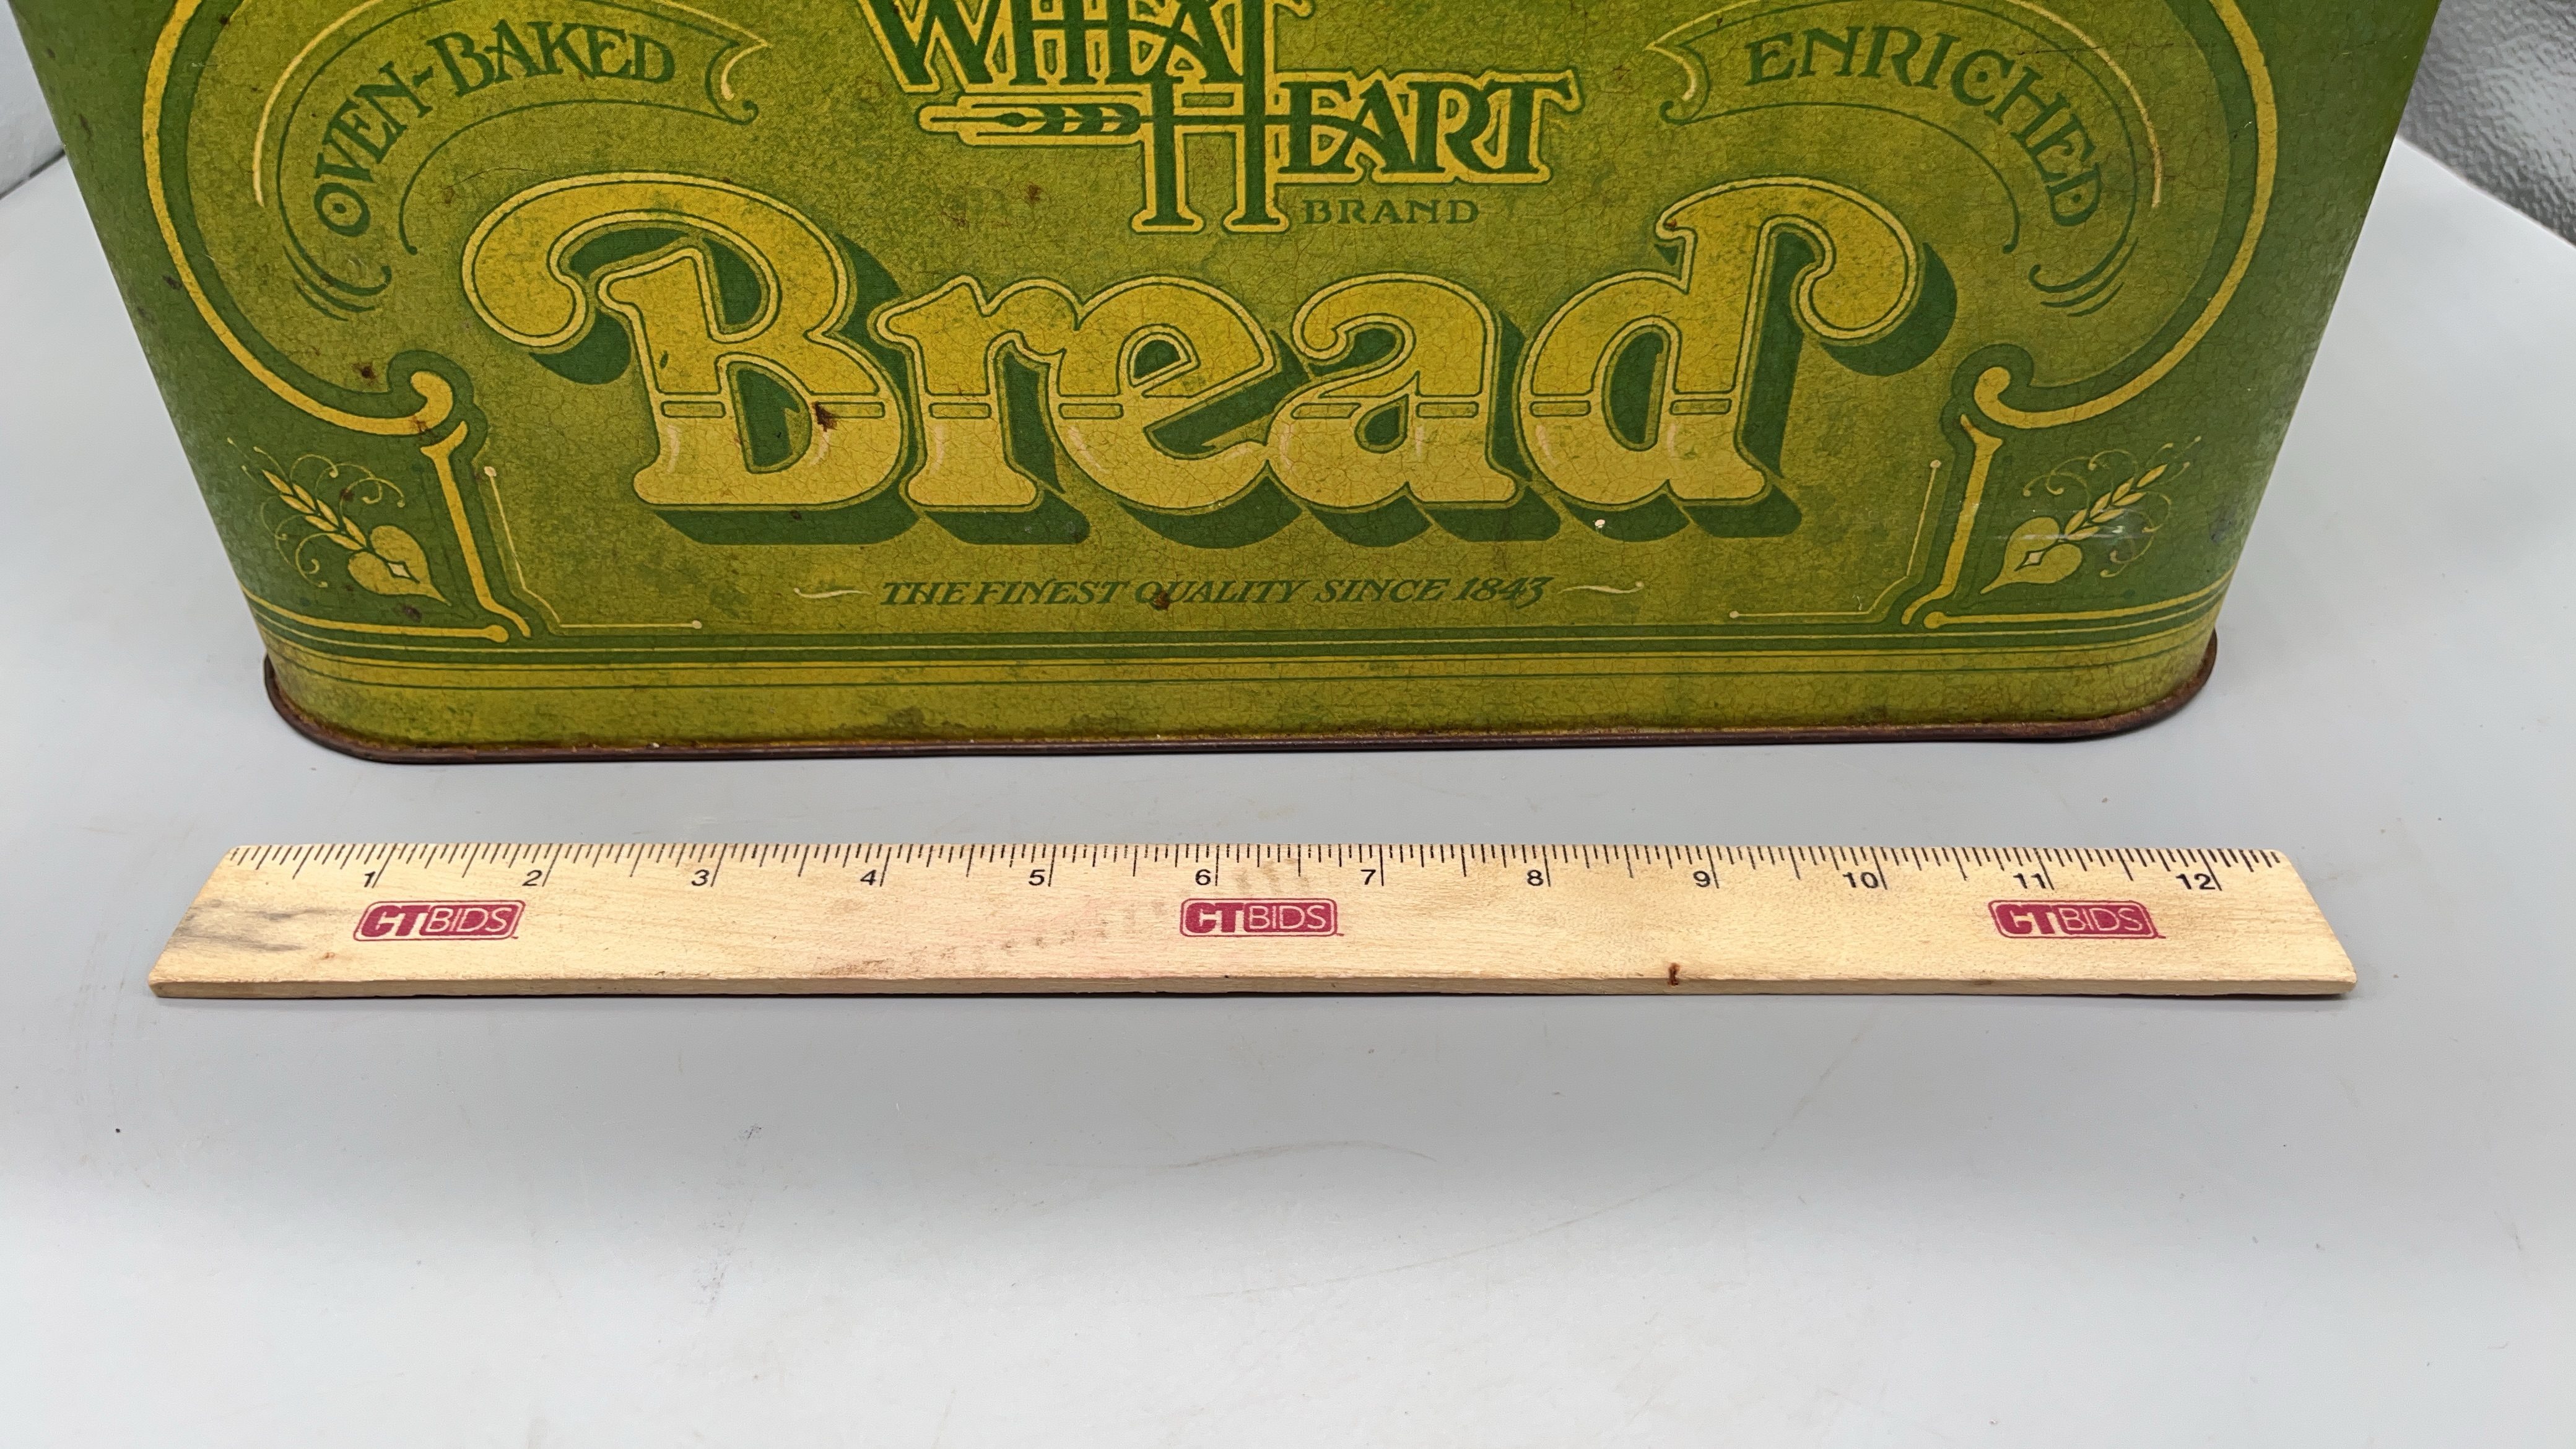 OVEN-BAKED
WHEAT
HEART
BRAND
ENRICHED
Bread
THE FINEST QUALITY SINCE 1843
1 2 3 4 5 6 7 8 9 10 11 12
CTBIDS CTBIDS CTBIDS